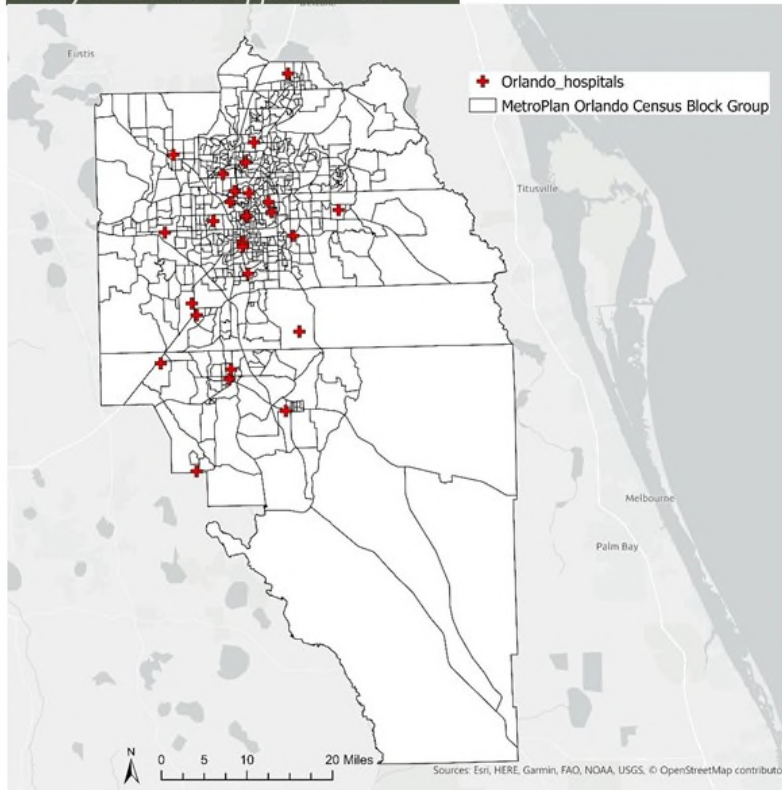 Eustis
Orlando_hospitals
MetroPlan Orlando Census Block Group
Titusville
Melbourne
Palm Bay
N
0 5 10 20 Miles
Sources: Esri, HERE, Garmin, FAO, NOAA, USGS, © OpenStreetMap contributo